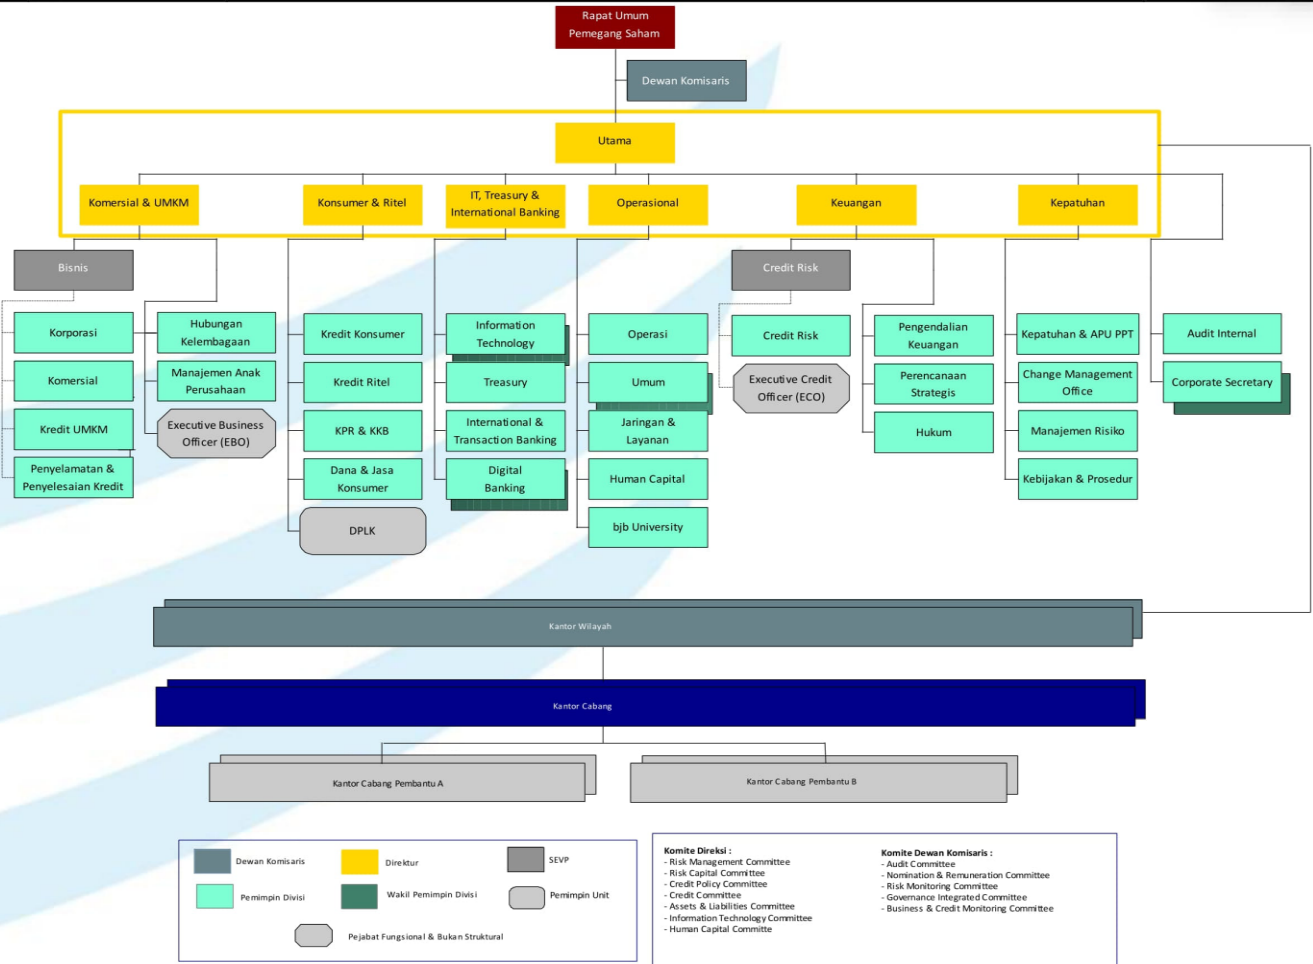 Rapat Umum
Pemegang Saham
Dewan Komisaris
Utama
Komersial & UMKM
Konsumer & Ritel
IT, Treasury &
International Banking
Operasional
Keuangan
Kepatuhan
Bisnis
Credit Risk
Korporasi
Komersial
Kredit UMKM
Penyelamatan &
Penyelesaian Kredit
Hubungan
Kelembagaan
Manajemen Anak
Perusahaan
Executive Business
Officer (EBO)
Kredit Konsumer
Kredit Ritel
KPR & KKB
Dana & Jasa
Konsumer
DPLK
Information
Technology
Treasury
International &
Transaction Banking
Digital
Banking
Operasi
Umum
Jaringan &
Layanan
Human Capital
bjb University
Credit Risk
Executive Credit
Officer (ECO)
Pengendalian
Keuangan
Perencanaan
Strategis
Hukum
Kepatuhan & APU PPT
Change Management
Office
Manajemen Risiko
Kebijakan & Prosedur
Audit Internal
Corporate Secretary
Kantor Wilayah
Kantor Cabang
Kantor Cabang Pembantu A
Kantor Cabang Pembantu B
Dewan Komisaris
Direktur
SEVP
Pemimpin Divisi
Wakil Pemimpin Divisi
Pemimpin Unit
Pejabat Fungsional & Bukan Struktural
Komite Direksi :
- Risk Management Committee
- Risk Capital Committee
- Credit Policy Committee
- Credit Committee
- Assets & Liabilities Committee
- Information Technology Committee
- Human Capital Committe
Komite Dewan Komisaris :
- Audit Committee
- Nomination & Remuneration Committee
- Risk Monitoring Committee
- Governance Integrated Committee
- Business & Credit Monitoring Committee